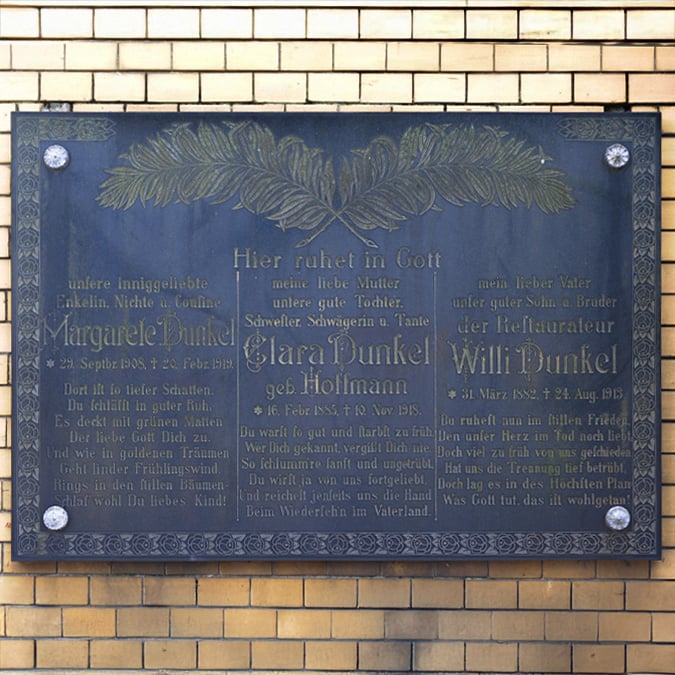 Hier ruhet in Gott
unsere inniggeliebte
Enkelin, Nichte u. Cousine
Margarete Dunkel
* 29. Septbr. 1908, † 20. Febr. 1919.
Dort ist so tiefer Schatten.
Du schläfst in guter Ruh.
Es deckt mit grünen Matten
Der liebe Gott Dich zu.
Und wie in goldenen Träumen
Geht linder Frühlingswind.
Rings in den stillen Bäumen-
Schlaf wohl Du liebes, Kind!
meine liebe Mutter
unsere gute Tochter,
Schwester, Schwägerin u. Tante
Clara Dunkel
geb. Hoffmann
* 16. Febr. 1885, † 10. Nov. 1918.
Du warst so gut und starbst zu früh,
Wer Dich gekannt, vergißt Dich nie.
So schlummre sanft und ungetrübt,
Du wirst ja von uns fortgeliebt,
Und reichest jenseits uns die Hand
Beim Wiederseh'n im Vaterland.
mein lieber Vater
unser guter Sohn u. Bruder
der Restaurateur
Willi Dunkel
* 31. März 1882, † 24. Aug. 1913.
Du ruhest nun im stillen Frieden,
Den unser Herz im Tod noch liebt,
Doch viel zu früh von uns geschieden
Hat uns die Trennung tief betrübt,
Doch lag es in des Höchsten Plan
Was Gott tut, das ist wohlgetan!